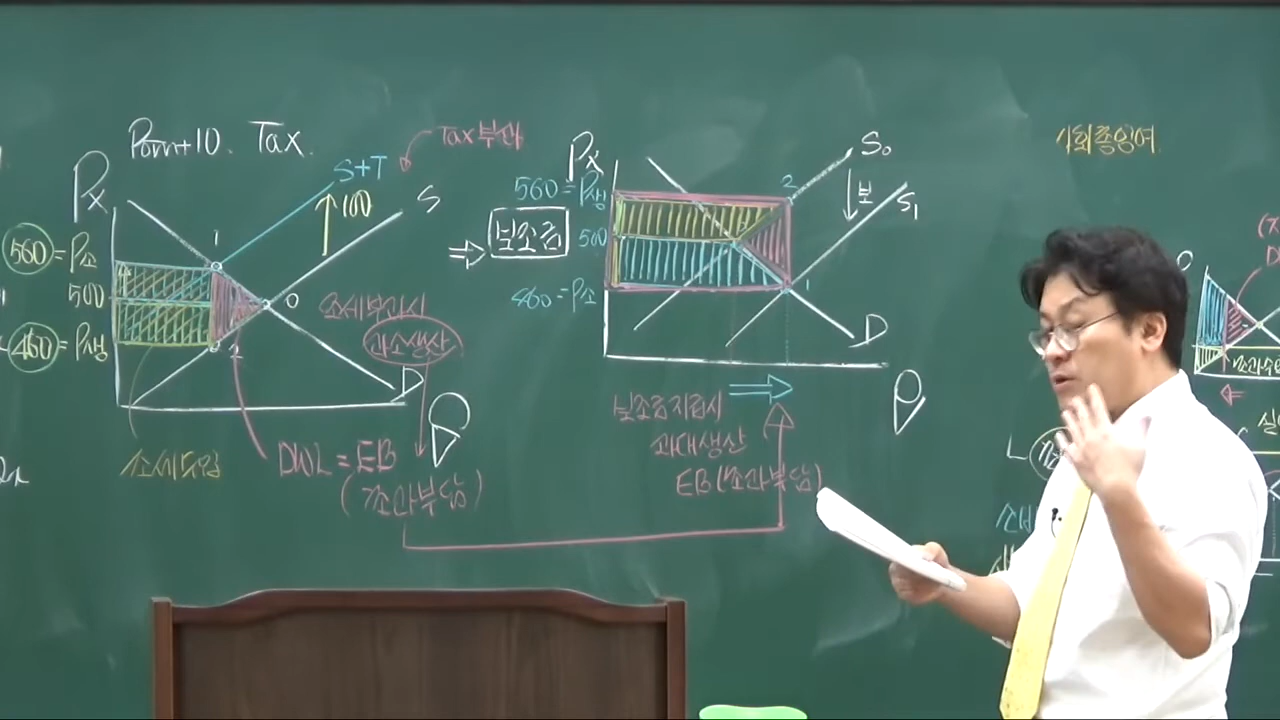 Pom+10. Tax.
Tax부과
Px
S+T
100
S
1
560 = P소
500
0
460 = P생
2
조세부과시
과소생산
D
Q
조세수입
DWL = EB
(초과부담)
⇒ 보조금
Px
S₀
2
560 = P생
보
S₁
500
460 = P소
1
D
Q
보조금지급시
과대생산
EB(초과부담)
사회총잉여
D
L
소비